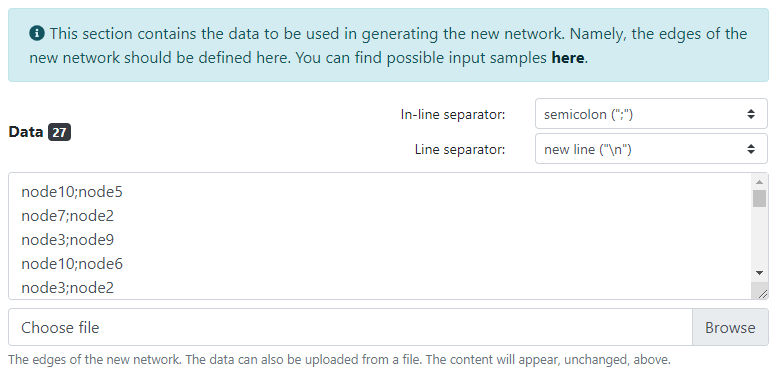 This section contains the data to be used in generating the new network. Namely, the edges of the
new network should be defined here. You can find possible input samples here.
In-line separator: semicolon (";")
Data 27
Line separator: new line ("\n")
node10;node5
node7;node2
node3;node9
node10;node6
node3;node2
Choose file Browse
The edges of the new network. The data can also be uploaded from a file. The content will appear, unchanged, above.